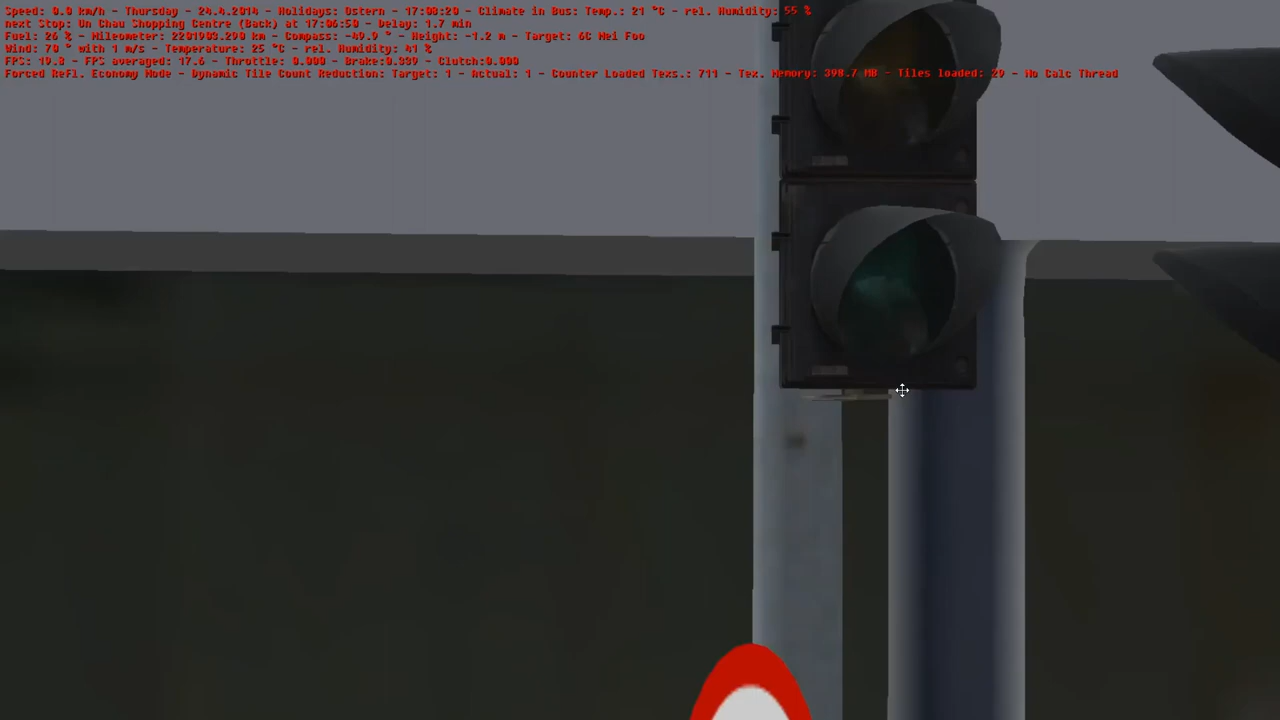 Speed: 0.0 km/h - Thursday - 24.4.2014 - Holidays: Ostern - 17:08:20 - Climate in Bus: Temp.: 21 °C - rel. Humidity: 55 %
next Stop: Un Chau Shopping Centre (Back) at 17:06:50 - Delay: 1.7 min
Fuel: 26 % - Mileometer: 2201903.290 km - Compass: -49.9 ° - Height: -1.2 m - Target: 6C Mei Foo
Wind: 70 ° with 1 m/s - Temperature: 25 °C - rel. Humidity: 41 %
FPS: 19.8 - FPS averaged: 17.6 - Throttle: 0.000 - Brake:0.339 - Clutch:0.000
Forced Refl. Economy Mode - Dynamic Tile Count Reduction: Target: 1 - Actual: 1 - Counter Loaded Texs.: 711 - Tex. Memory: 390.7 MB - Tiles loaded: 29 - No Calc Thread